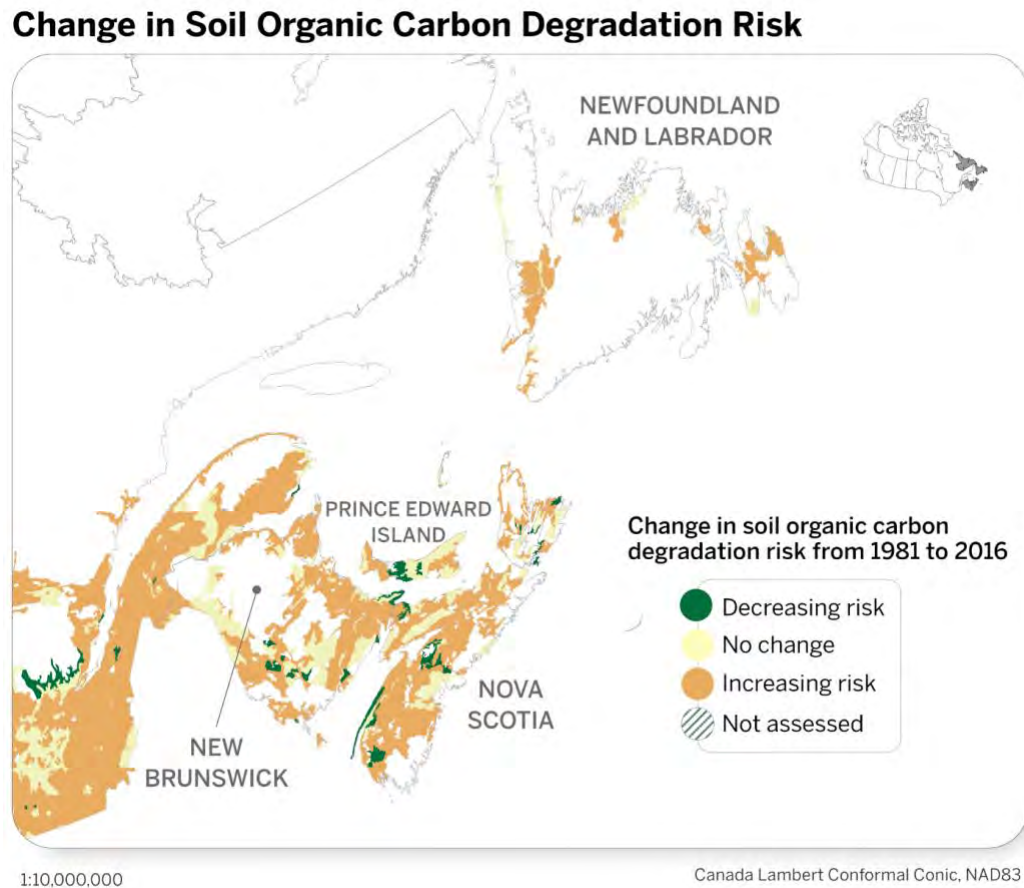 Change in Soil Organic Carbon Degradation Risk
NEWFOUNDLAND
AND LABRADOR
PRINCE EDWARD
ISLAND
NOVA
SCOTIA
NEW
BRUNSWICK
Change in soil organic carbon
degradation risk from 1981 to 2016
Decreasing risk
No change
Increasing risk
Not assessed
1:10,000,000
Canada Lambert Conformal Conic, NAD83